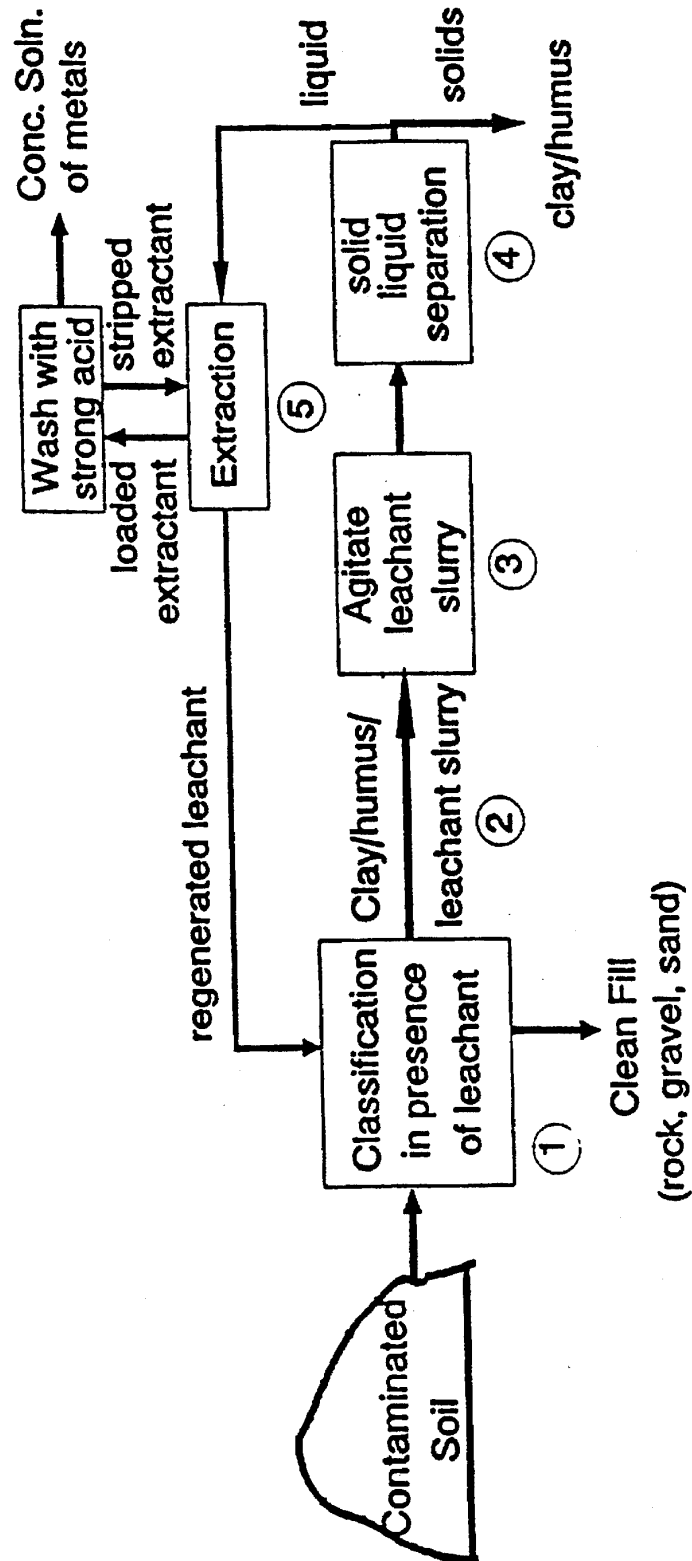 Contaminated
Soil
Classification
in presence
of leachant
1
Clean Fill
(rock, gravel, sand)
Clay/humus/
leachant slurry
2
Agitate
leachant
slurry
3
solid
liquid
separation
4
liquid
solids
clay/humus
Extraction
5
regenerated leachant
loaded
extractant
stripped
extractant
Wash with
strong acid
Conc. Soln.
of metals